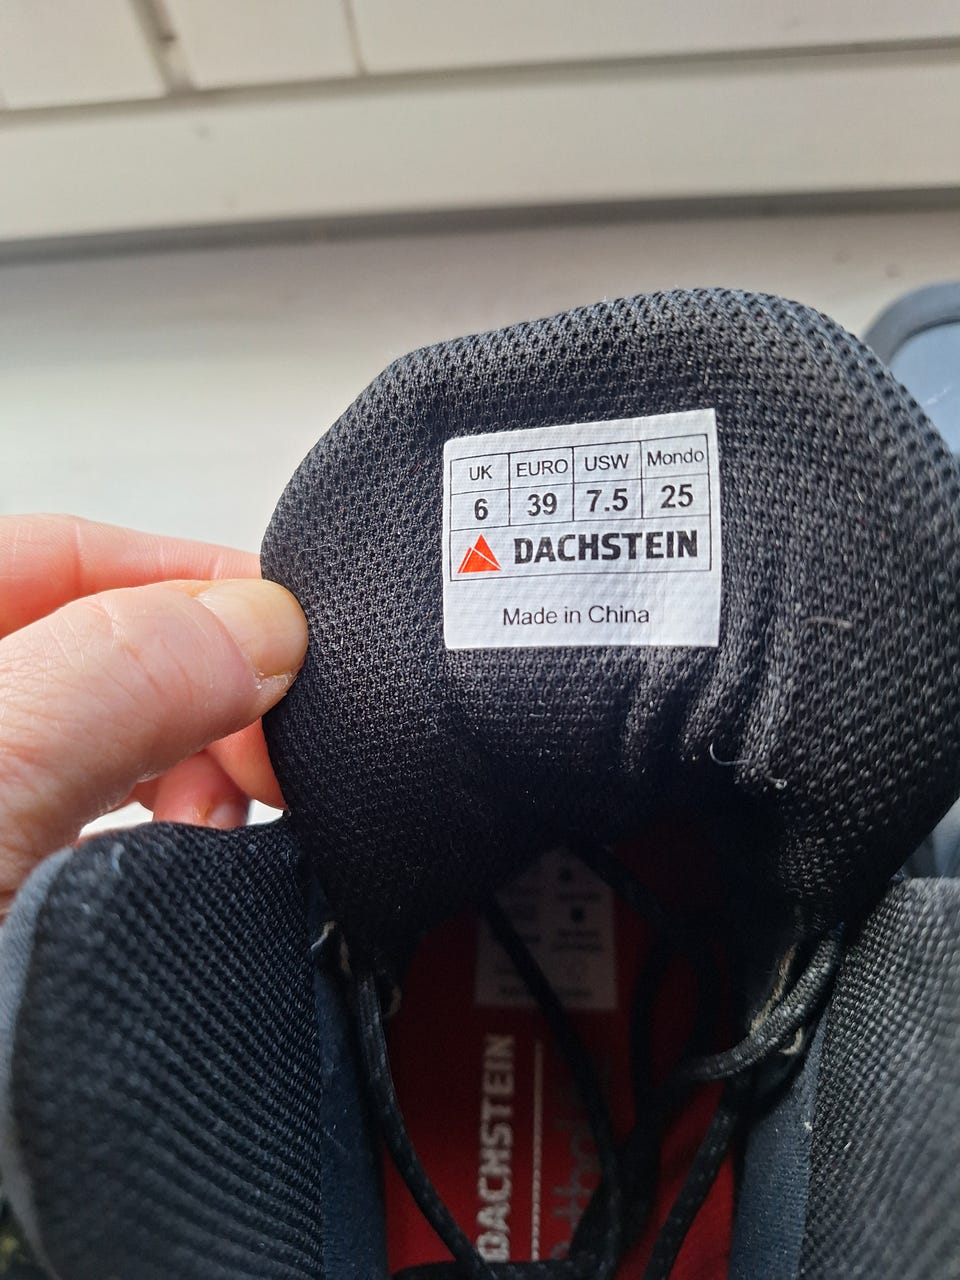 UK EURO USW Mondo
6 39 7.5 25
DACHSTEIN
Made in China
DACHSTEIN